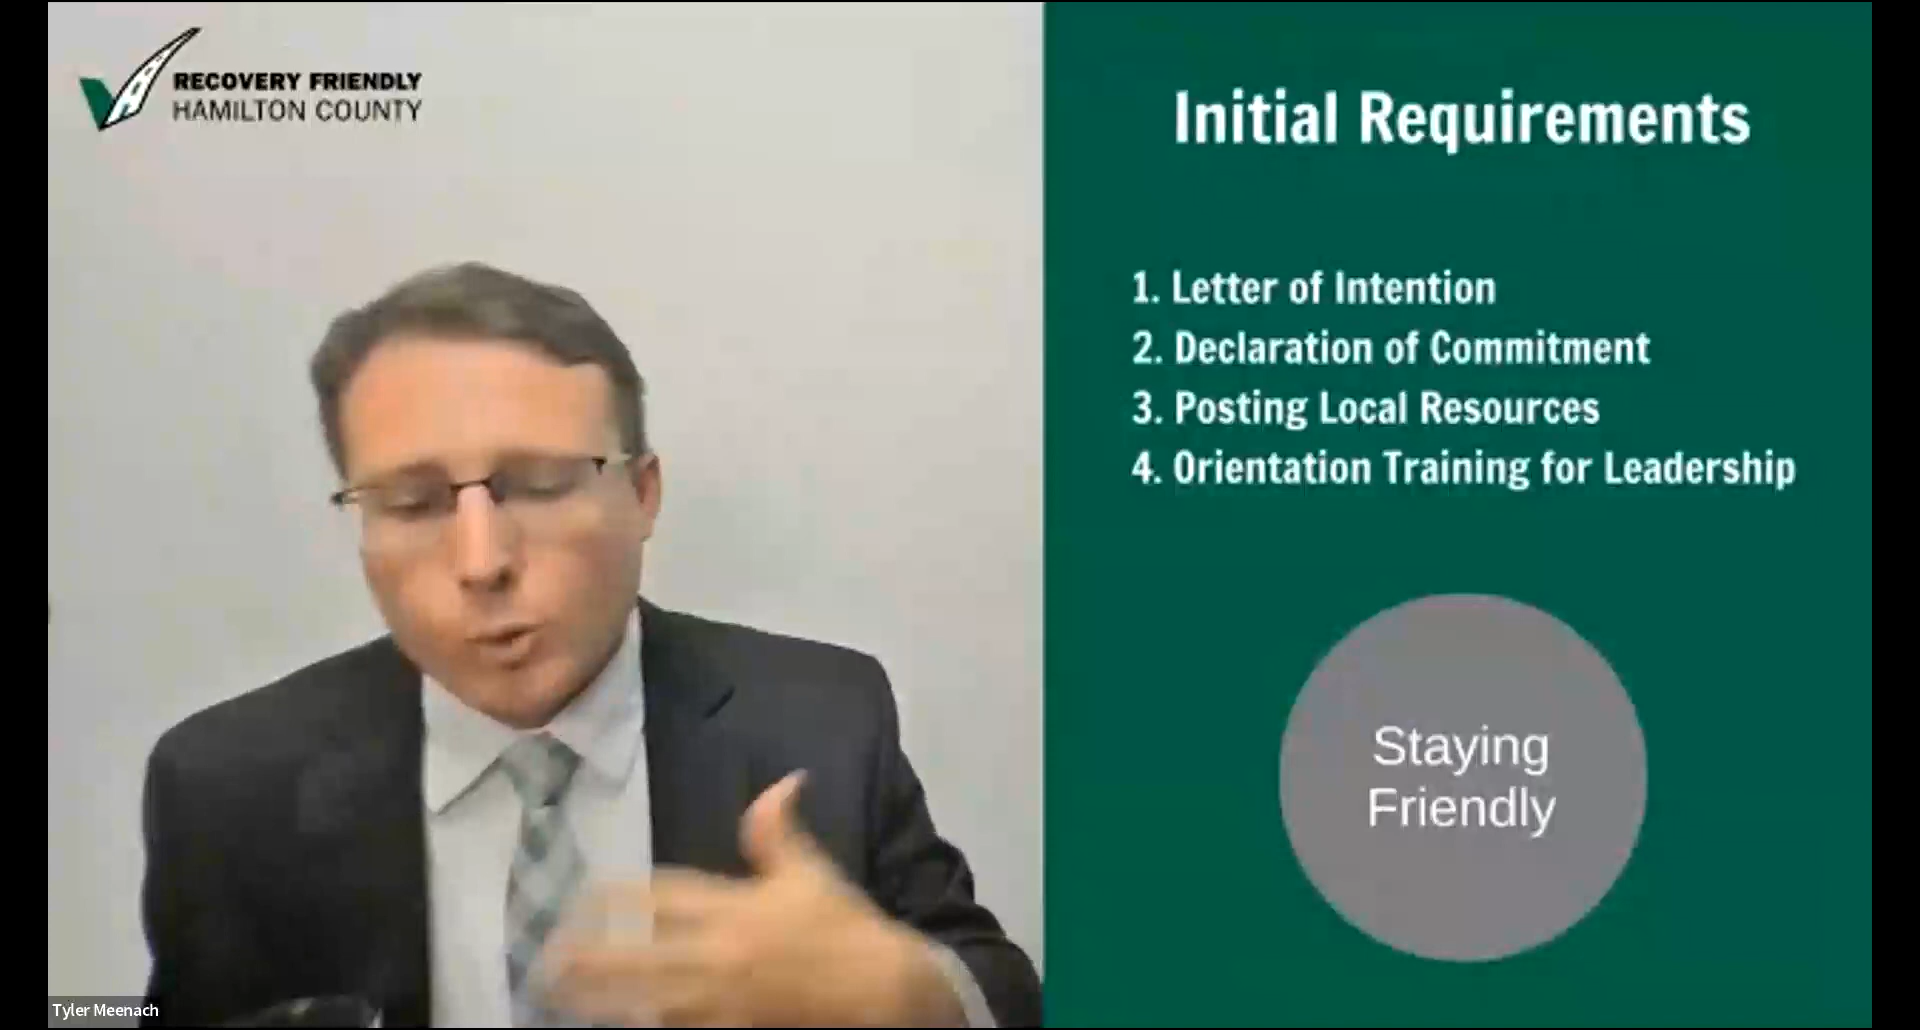 RECOVERY FRIENDLY
HAMILTON COUNTY
Initial Requirements
1. Letter of Intention
2. Declaration of Commitment
3. Posting Local Resources
4. Orientation Training for Leadership
Staying
Friendly
Tyler Meenach